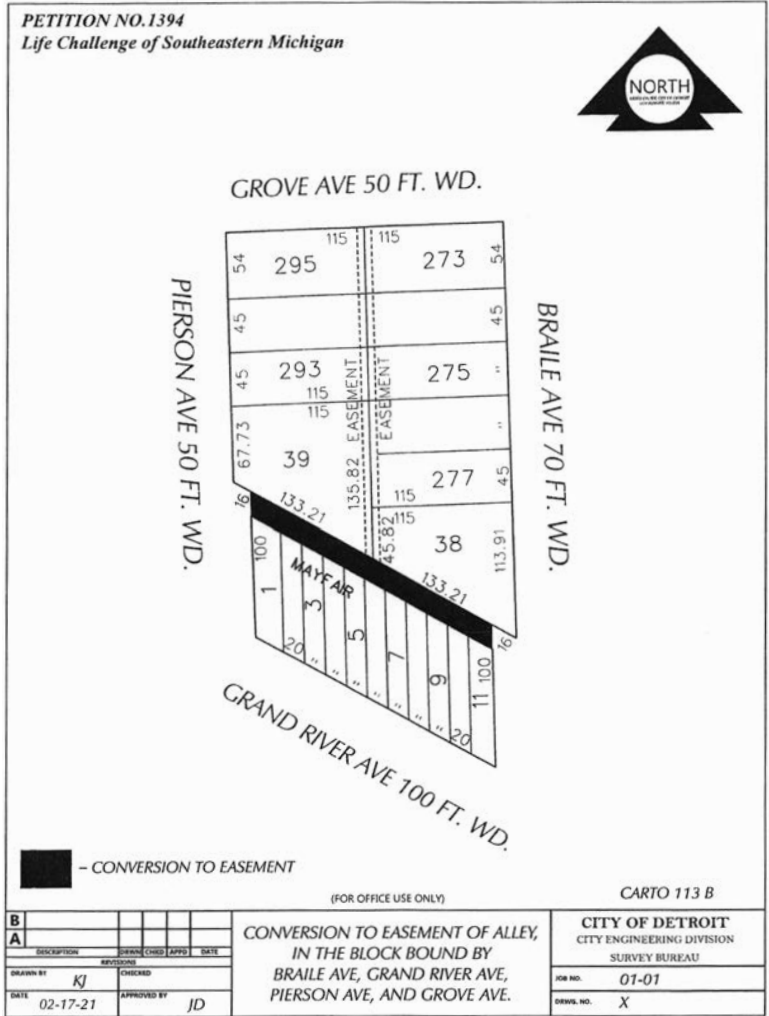 PETITION NO.1394
Life Challenge of Southeastern Michigan
NORTH
GROVE AVE 50 FT. WD.
PIERSON AVE 50 FT. WD.
BRAILE AVE 70 FT. WD.
115
115
54
295
273
54
45
45
45
293
115
EASEMENT
EASEMENT
275
"
115
"
67.73
39
135.82
277
45
115
16
133.21
45.82
115
38
113.91
100
MAYFAIR
133.21
1
3
5
7
9
11
100
16
20
"
"
"
"
"
"
"
20
GRAND RIVER AVE 100 FT. WD.
– CONVERSION TO EASEMENT
(FOR OFFICE USE ONLY)
CARTO 113 B
B
A
DESCRIPTION
DRWN
CHKD
APPD
DATE
REVISIONS
DRAWN BY
KJ
CHECKED
DATE
02-17-21
APPROVED BY
JD
CONVERSION TO EASEMENT OF ALLEY,
IN THE BLOCK BOUND BY
BRAILE AVE, GRAND RIVER AVE,
PIERSON AVE, AND GROVE AVE.
CITY OF DETROIT
CITY ENGINEERING DIVISION
SURVEY BUREAU
JOB NO. 01-01
DRWG. NO. X